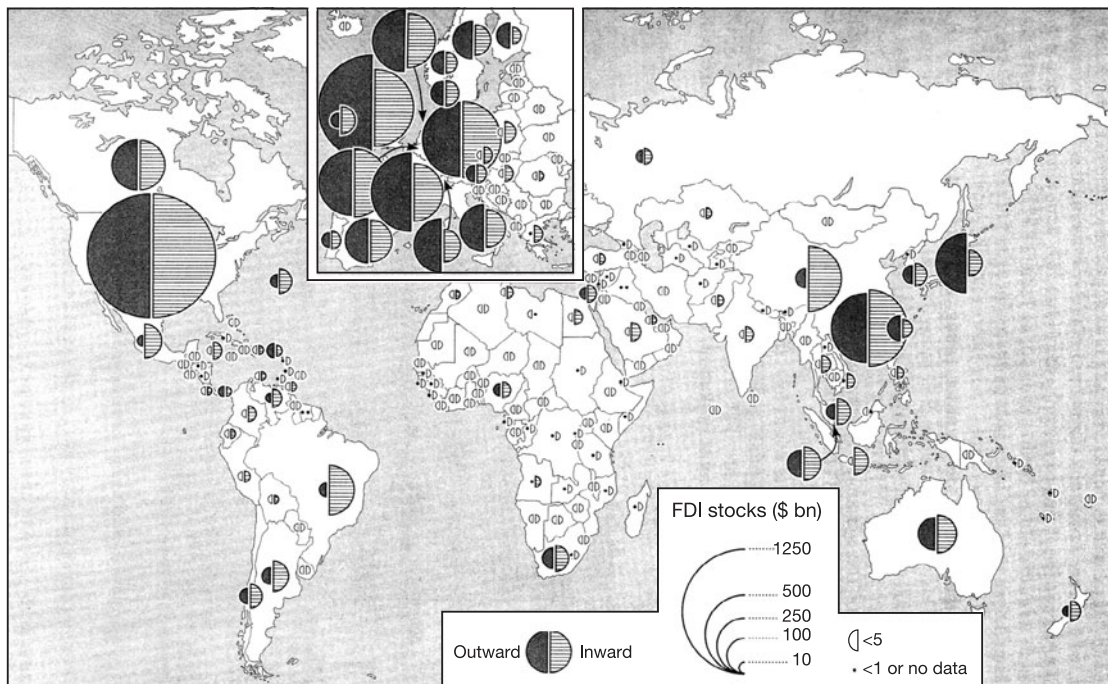 FDI stocks ($ bn)
1250
500
250
100
10
Outward
Inward
<5
* <1 or no data